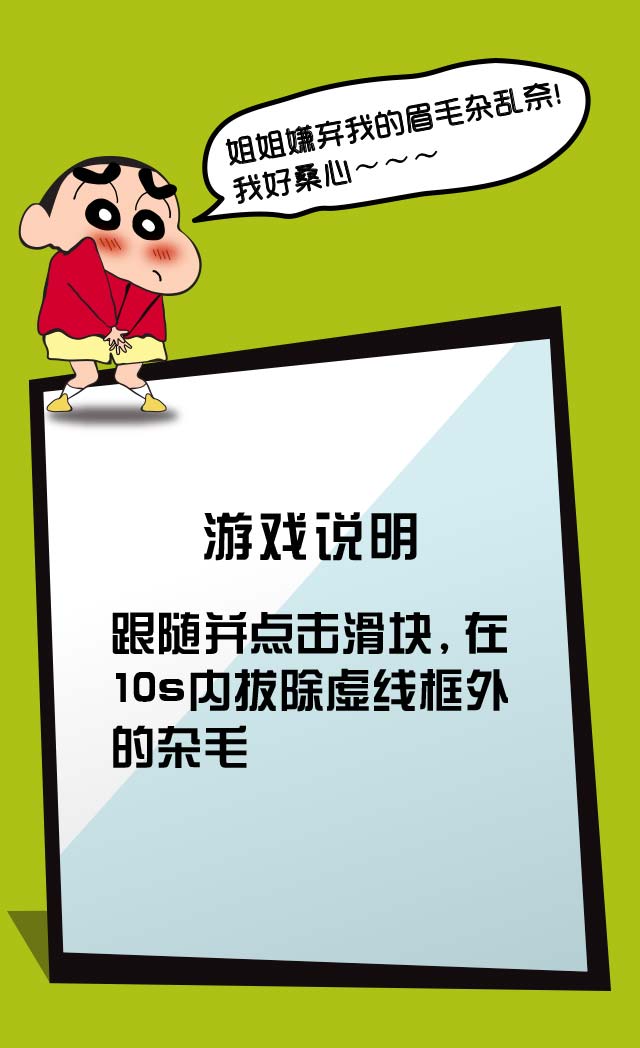 姐姐嫌弃我的眉毛杂乱奈!
我好桑心~~~
游戏说明
跟随并点击滑块,在
10s内拔除虚线框外
的杂毛